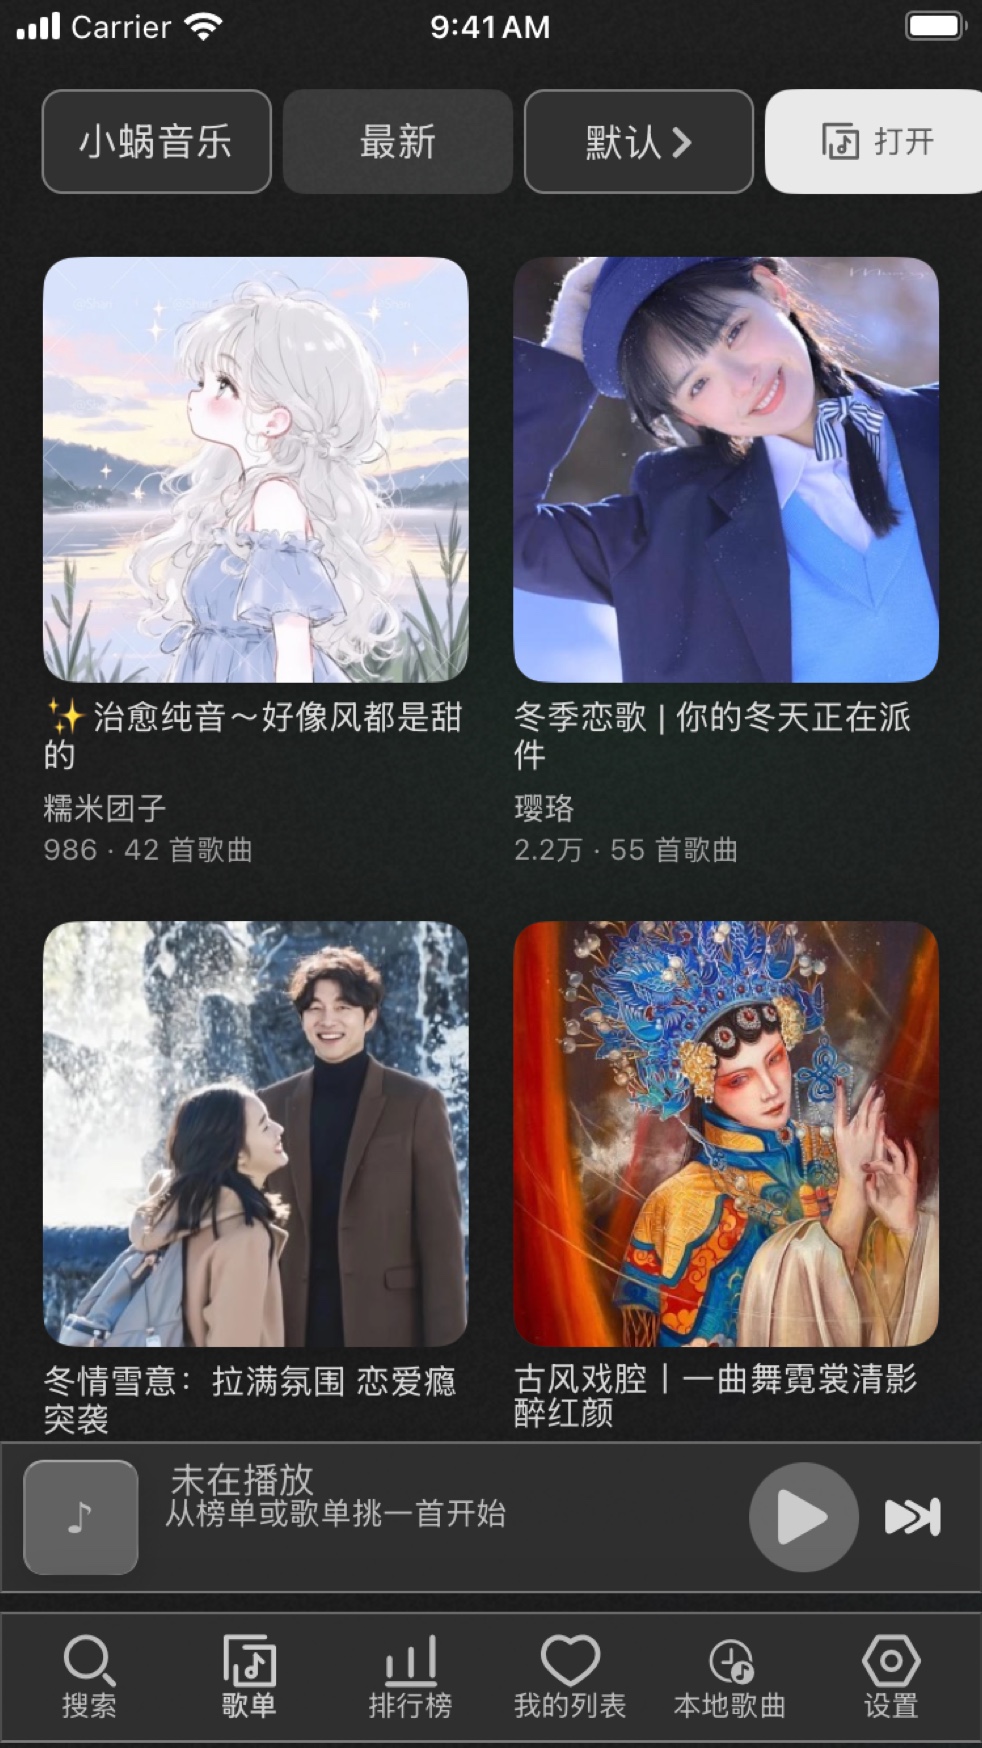 Carrier 9:41 AM
小蜗音乐 最新 默认 打开
✨治愈纯音～好像风都是甜
的
糯米团子
986 · 42 首歌曲
冬季恋歌 | 你的冬天正在派
件
璎珞
2.2万 · 55 首歌曲
冬情雪意：拉满氛围 恋爱瘾
突袭
古风戏腔丨一曲舞霓裳清影
醉红颜
未在播放
从榜单或歌单挑一首开始
搜索 歌单 排行榜 我的列表 本地歌曲 设置